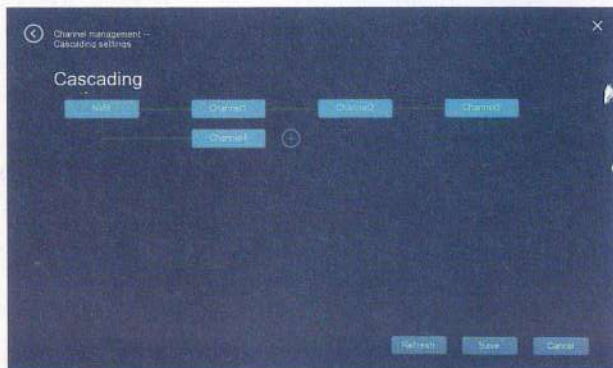 Channel management --
Cascading settings
Cascading
NVR Channel1 Channel2 Channel3
Channel4
Refresh Save Cancel